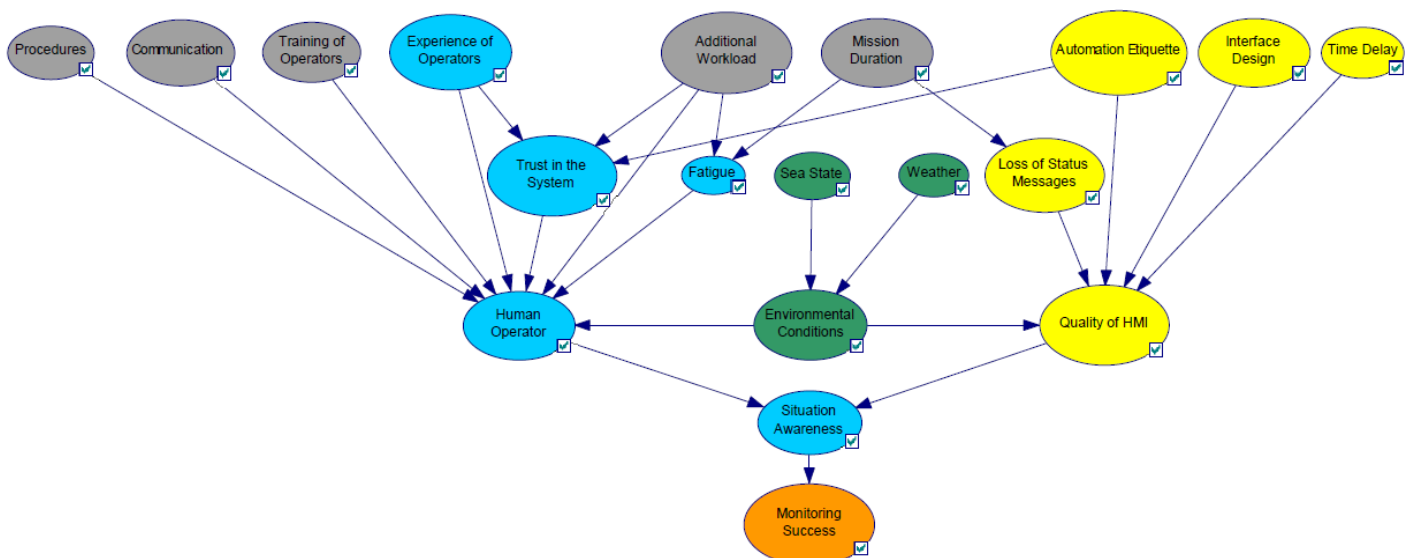 Procedures
Communication
Training of
Operators
Experience of
Operators
Additional
Workload
Mission
Duration
Automation Etiquette
Interface
Design
Time Delay
Trust in the
System
Fatigue
Sea State
Weather
Loss of Status
Messages
Human
Operator
Environmental
Conditions
Quality of HMI
Situation
Awareness
Monitoring
Success